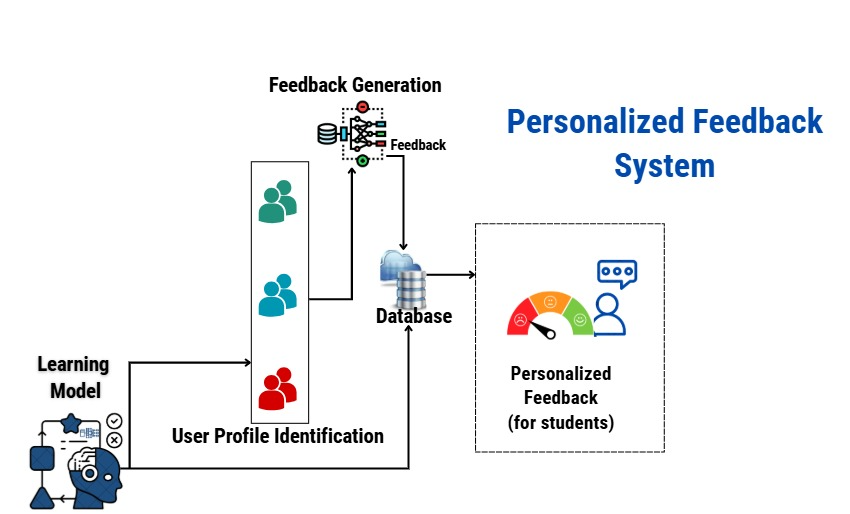 Feedback Generation
Personalized Feedback
System
Feedback
Database
Learning
Model
Personalized
Feedback
(for students)
User Profile Identification